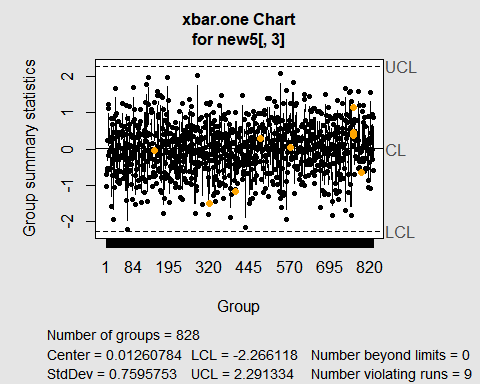 xbar.one Chart
for new5[, 3]
Group summary statistics
2
1
0
-1
-2
UCL
CL
LCL
1 84 195 320 445 570 695 820
Group
Number of groups = 828
Center = 0.01260784 LCL = -2.266118 Number beyond limits = 0
StdDev = 0.7595753 UCL = 2.291334 Number violating runs = 9